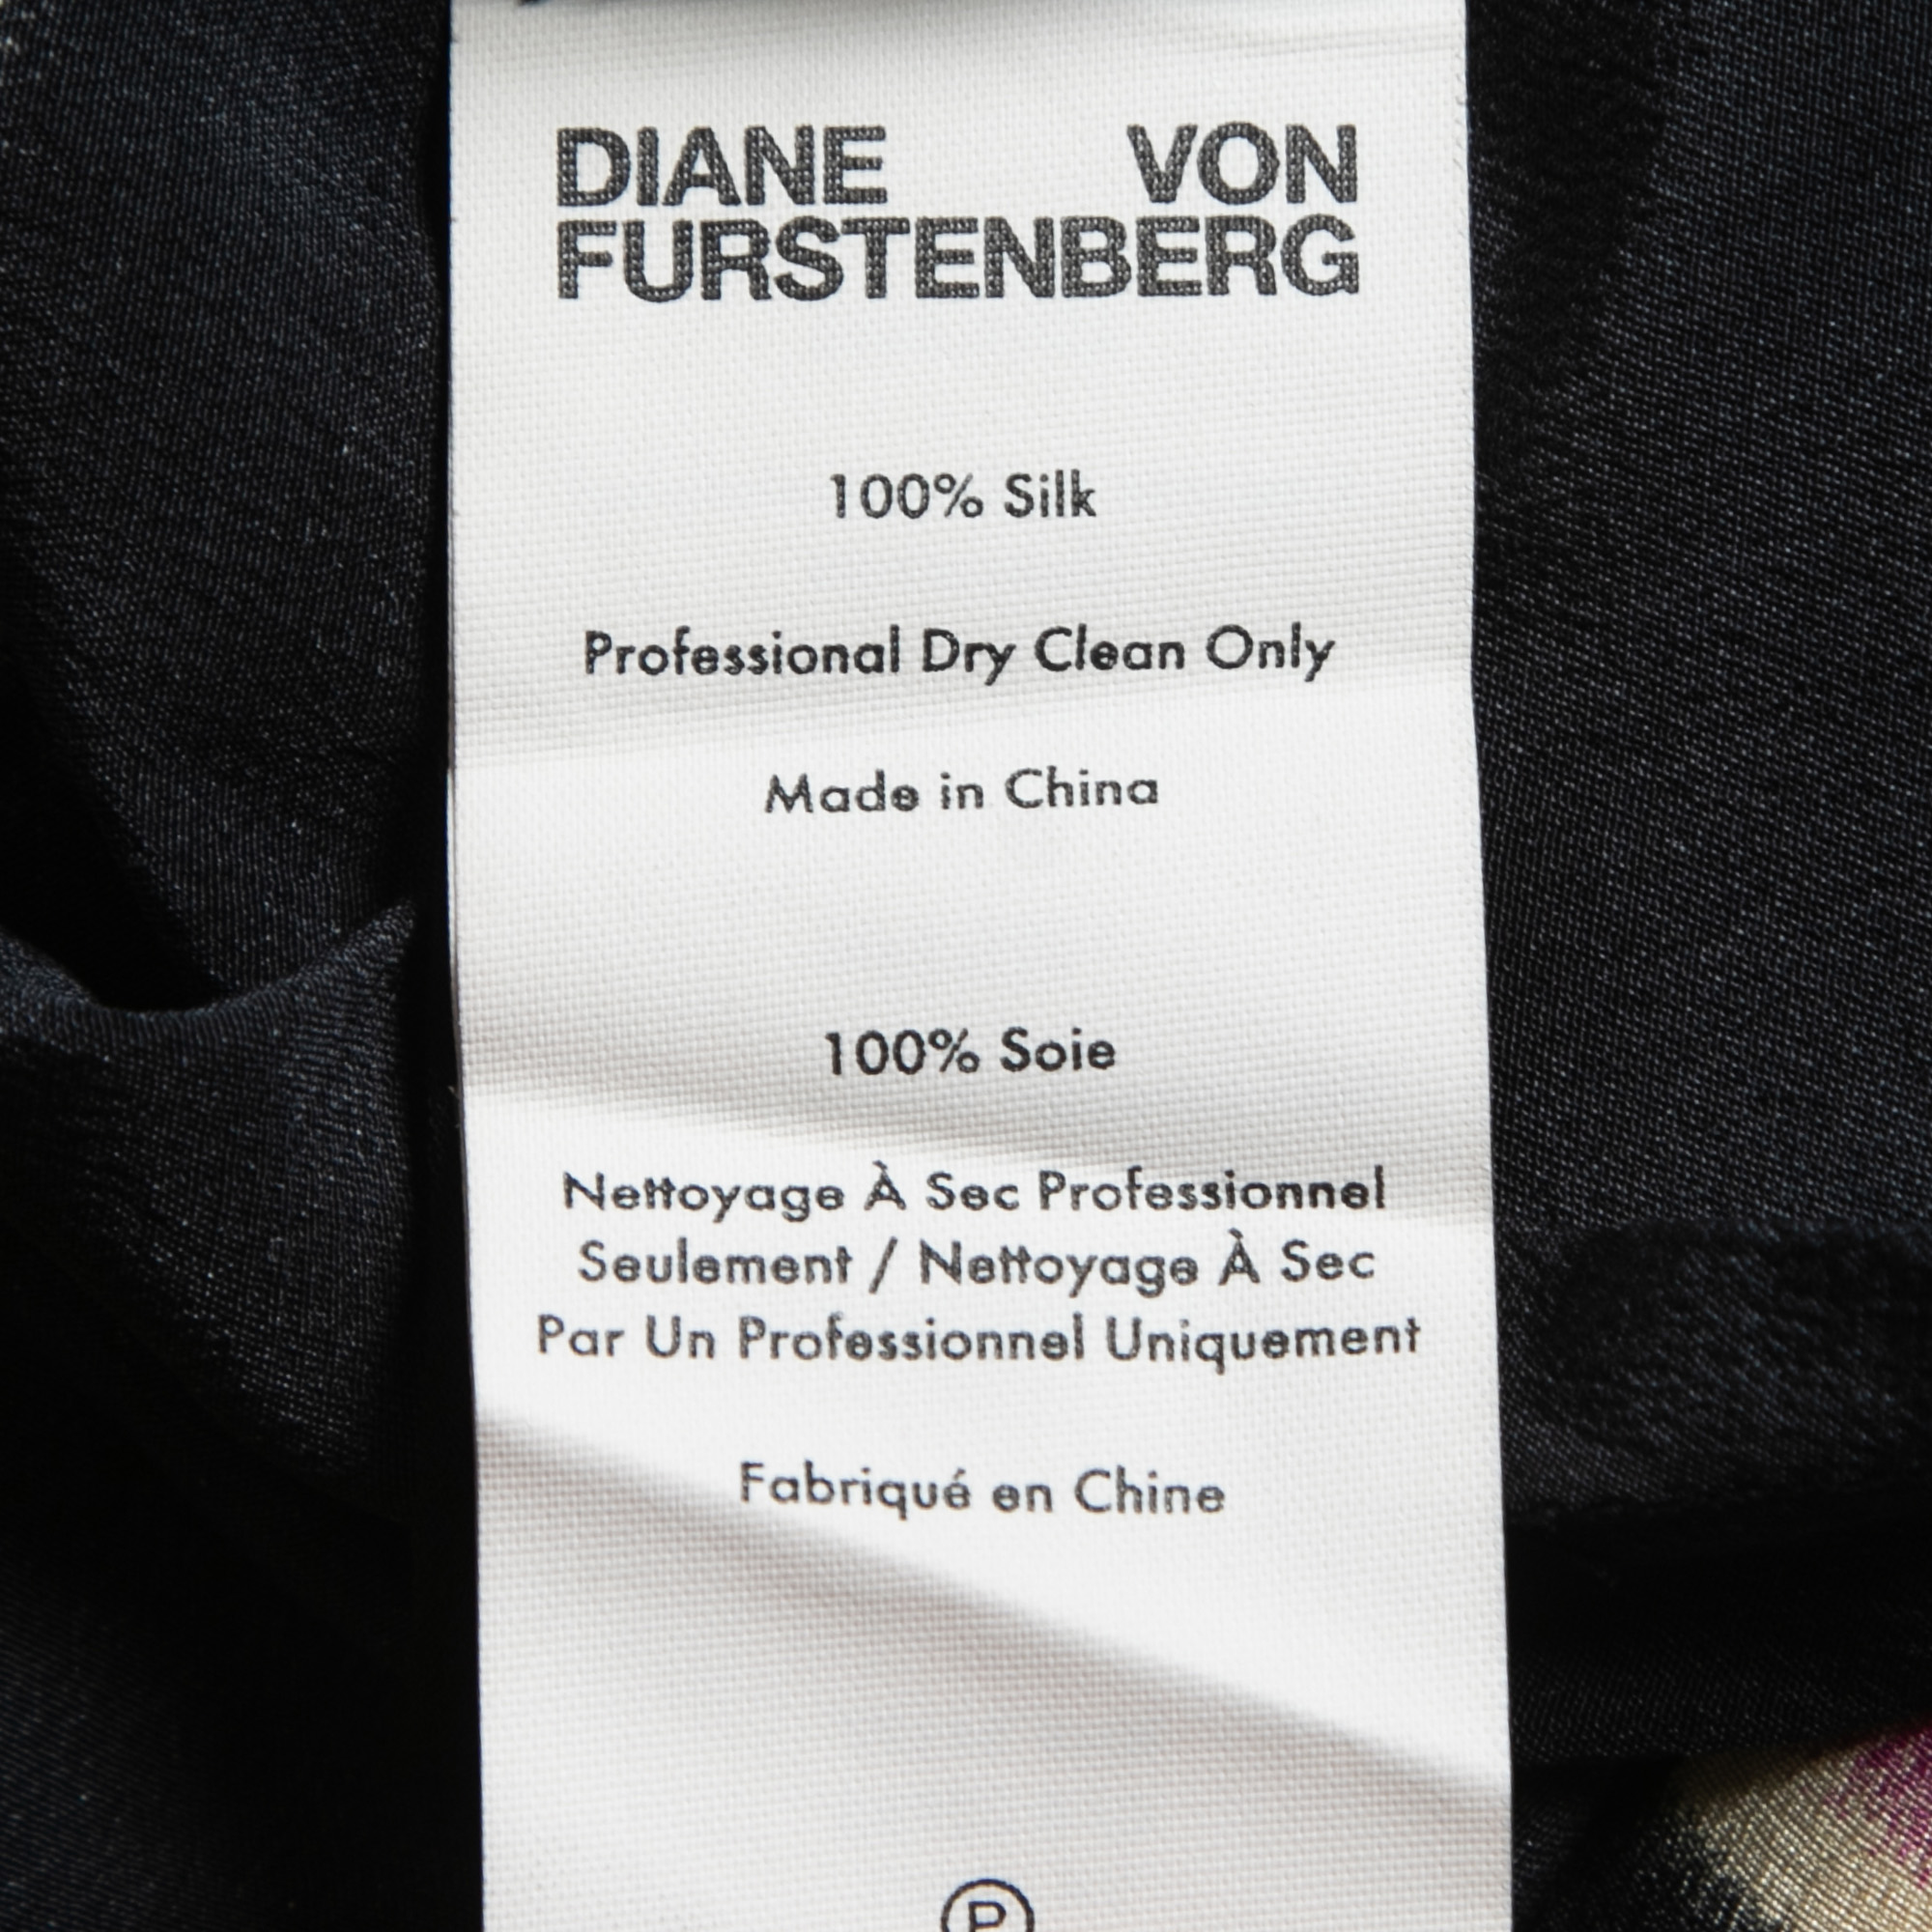 DIANE VON
FURSTENBERG
100% Silk
Professional Dry Clean Only
Made in China
100% Soie
Nettoyage À Sec Professionnel
Seulement / Nettoyage À Sec
Par Un Professionnel Uniquement
Fabriqué en Chine
P